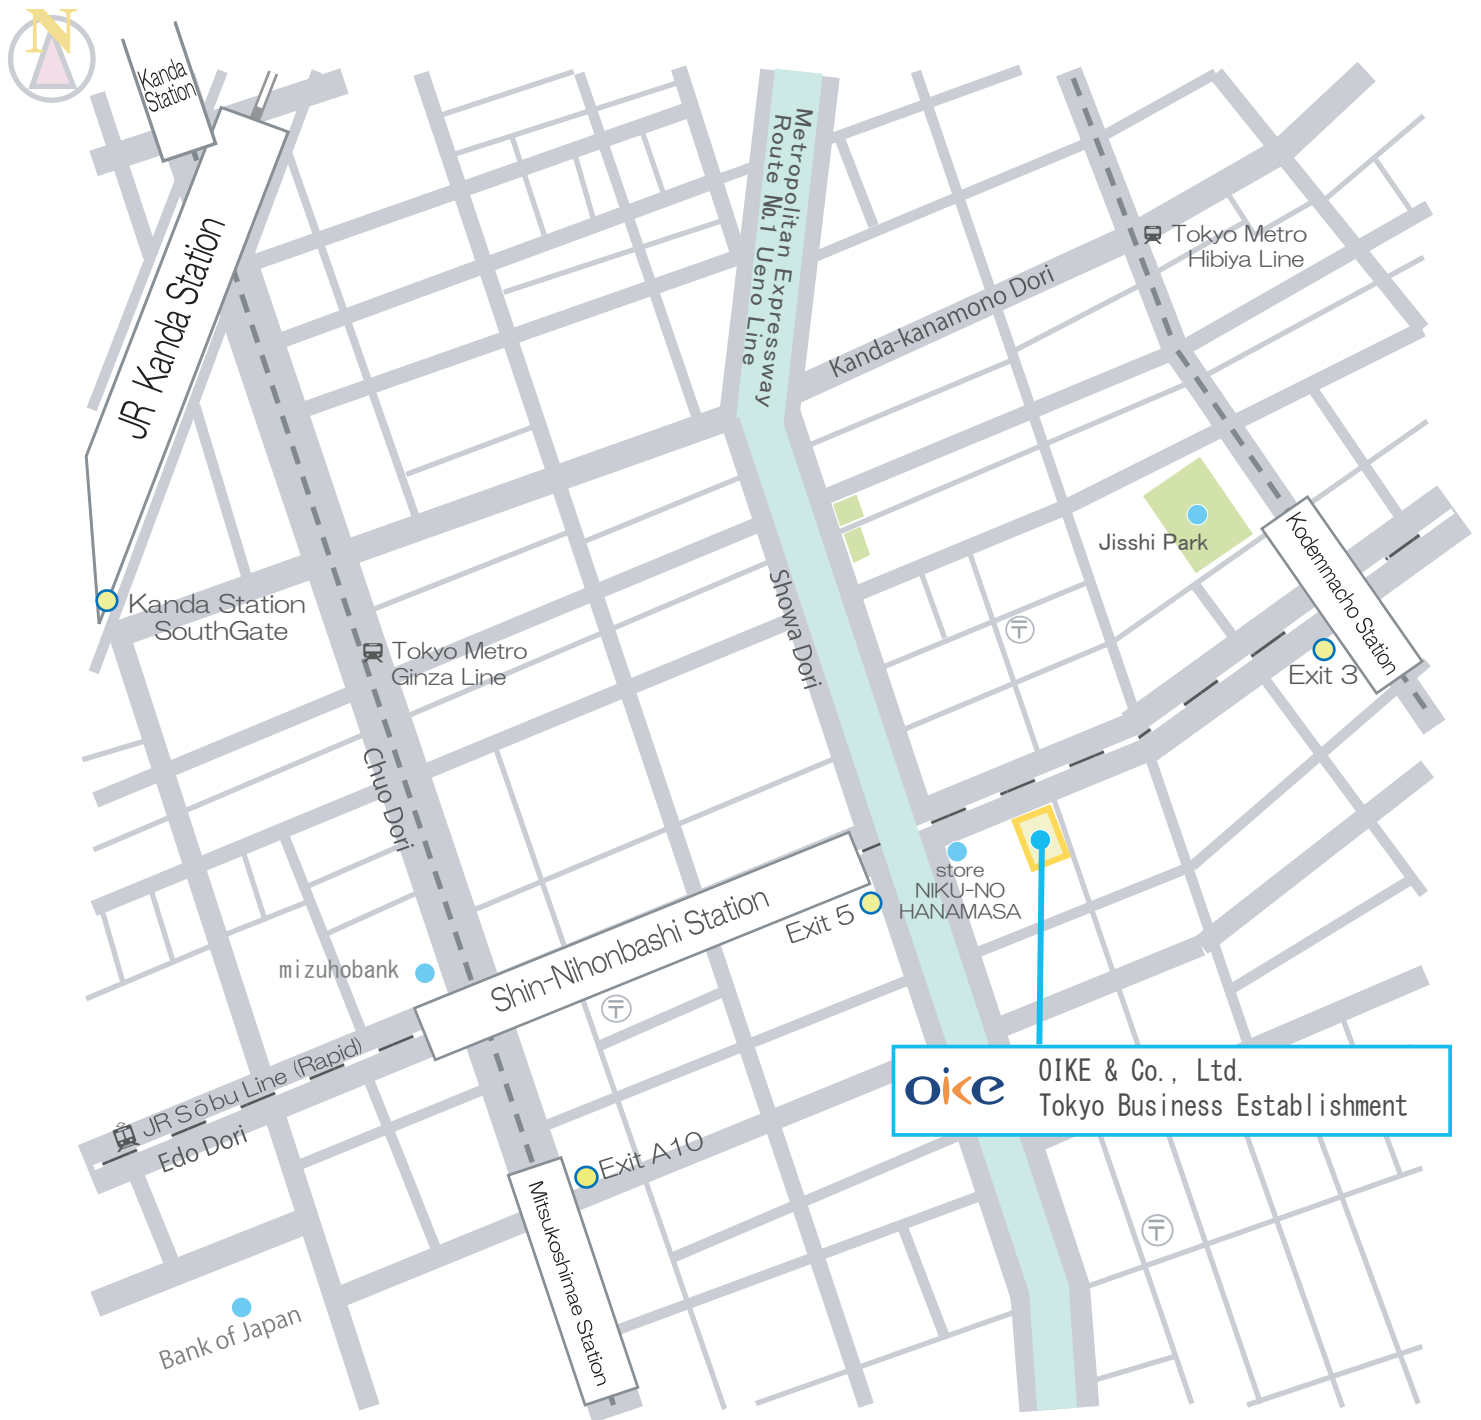 N
Kanda
Station
JR Kanda Station
Metropolitan Expressway
Route №1 Ueno Line
Tokyo Metro
Hibiya Line
Kanda-kanamono Dori
Jisshi Park
Kodemmacho Station
Kanda Station
SouthGate
Tokyo Metro
Ginza Line
Showa Dori
〒
Exit 3
Chuo Dori
store
NIKU-NO
HANAMASA
Exit 5
Shin-Nihonbashi Station
mizuhobank
〒
JR Sōbu Line (Rapid)
Edo Dori
oike
OIKE & Co., Ltd.
Tokyo Business Establishment
Exit A10
Mitsukoshimae Station
〒
Bank of Japan